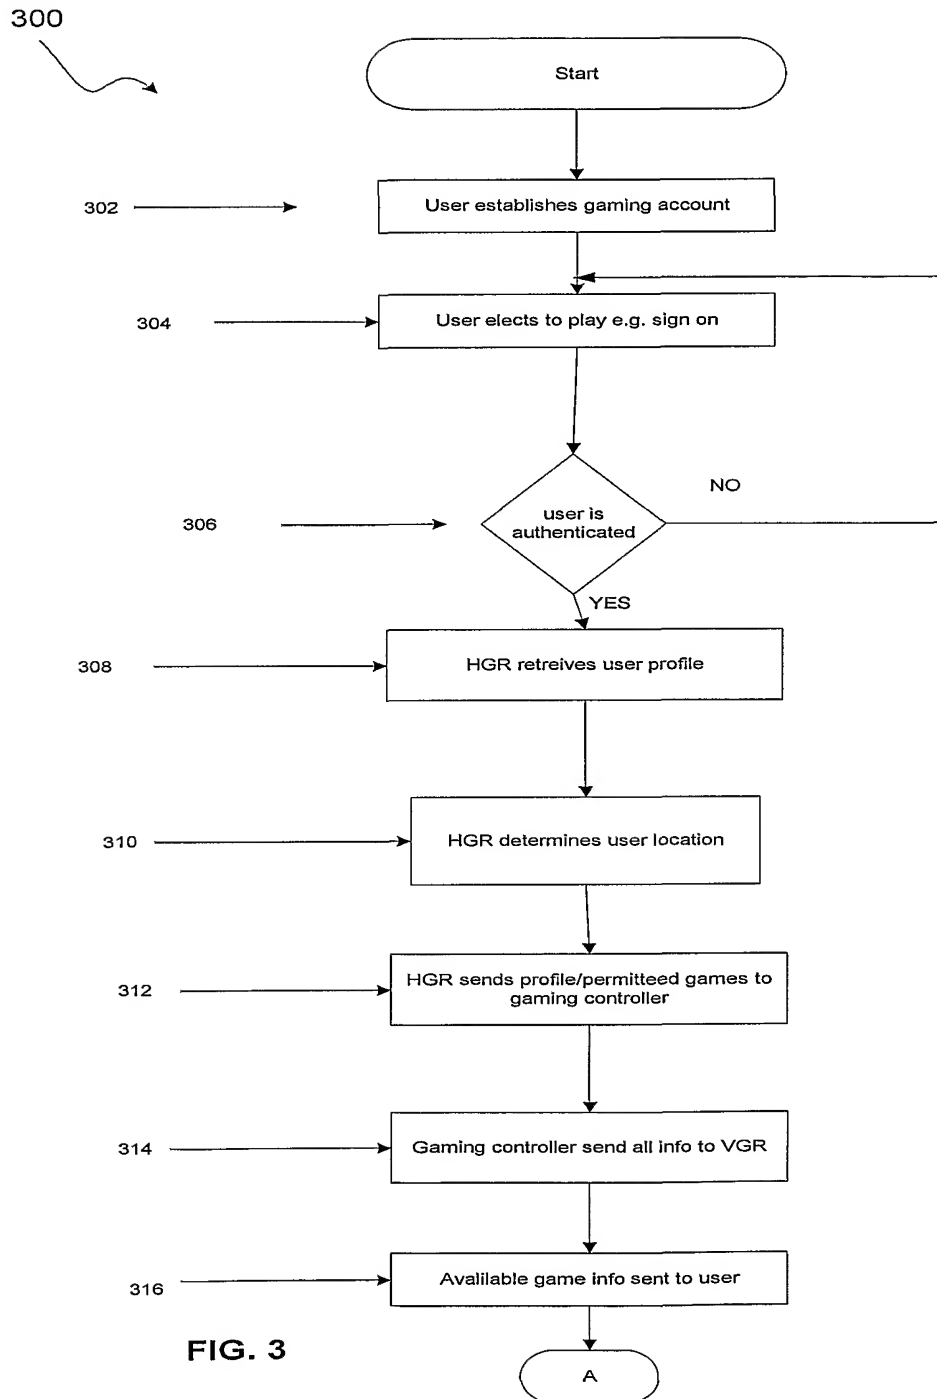 300
Start
302
User establishes gaming account
304
User elects to play e.g. sign on
NO
306
user is
authenticated
YES
308
HGR retreives user profile
310
HGR determines user location
312
HGR sends profile/permitteed games to
gaming controller
314
Gaming controller send all info to VGR
316
Avalilable game info sent to user
FIG. 3
A